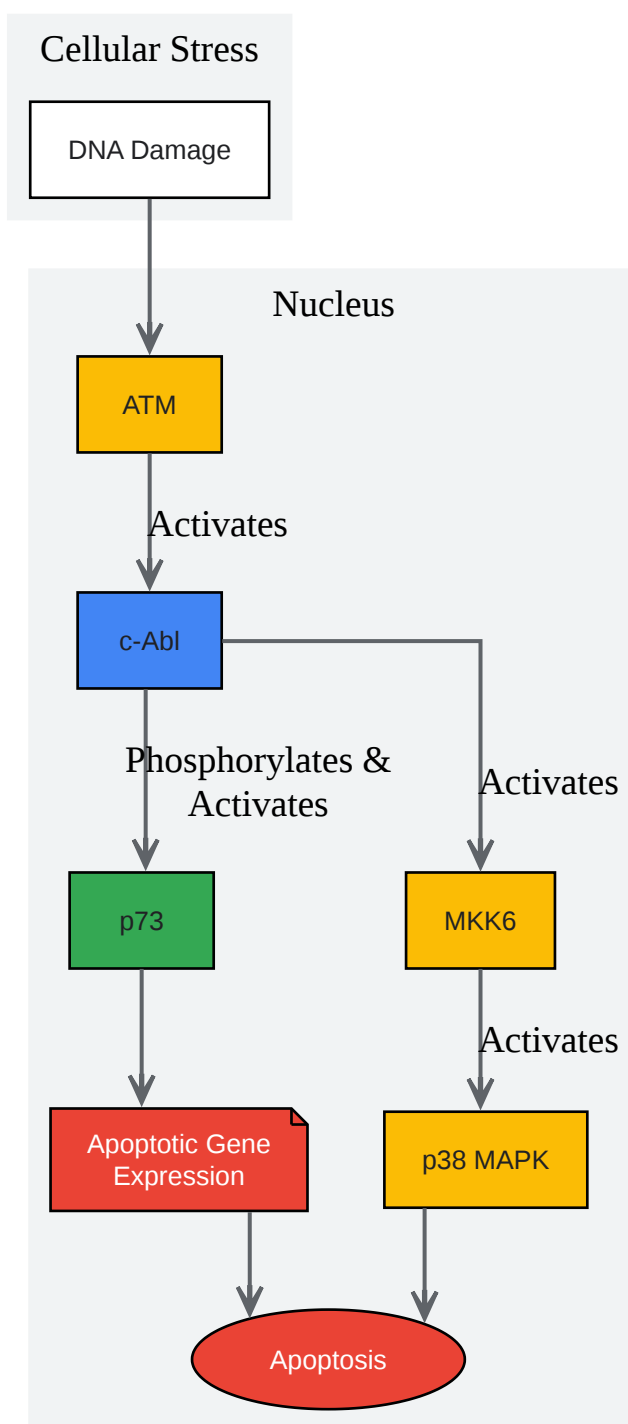 Cellular Stress
DNA Damage
Nucleus
ATM
Activates
c-Abl
Phosphorylates &
Activates
Activates
p73
MKK6
Activates
Apoptotic Gene
Expression
p38 MAPK
Apoptosis